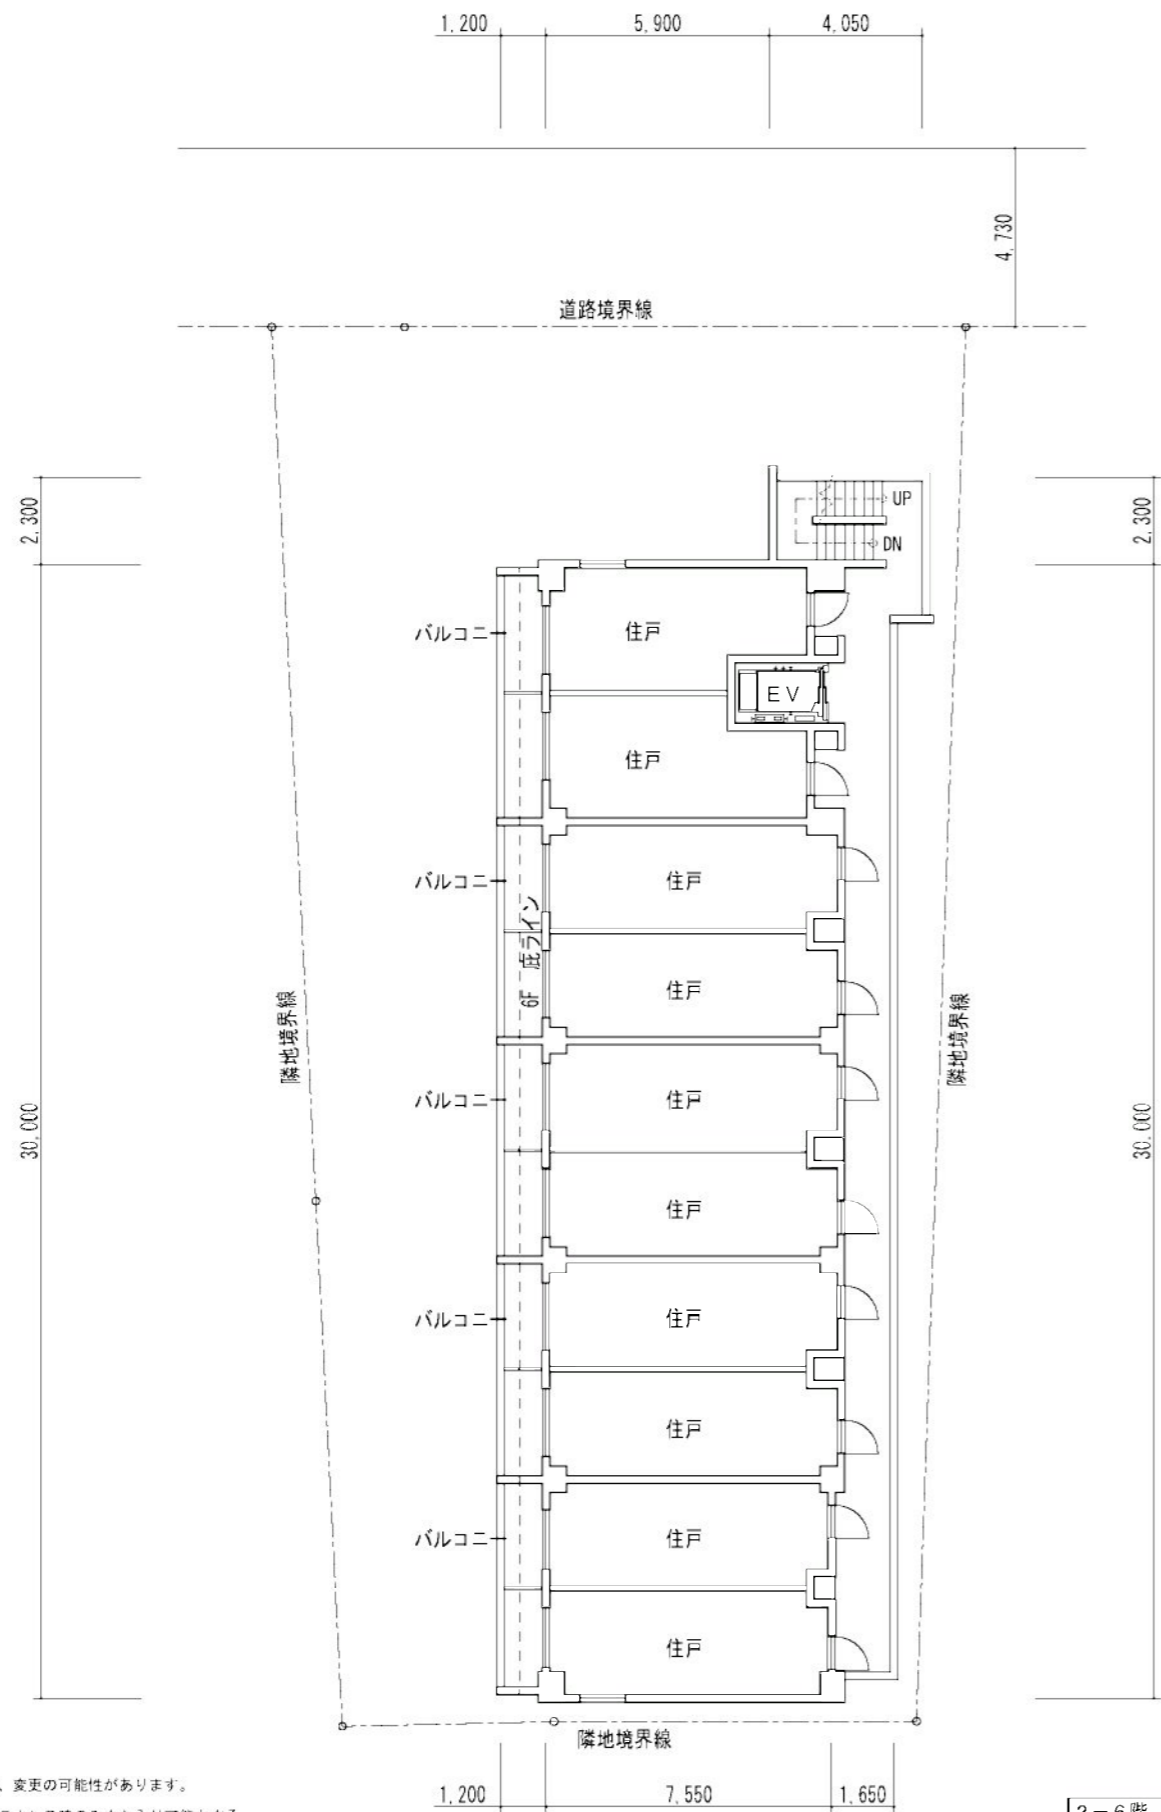 1,200
5,900
4,050
4,730
道路境界線
2,300
2,300
UP
DN
バルコニー
住戸
EV
住戸
バルコニー
住戸
6F 庇ライン
住戸
隣地境界線
隣地境界線
バルコニー
住戸
30,000
30,000
住戸
バルコニー
住戸
住戸
バルコニー
住戸
住戸
隣地境界線
、変更の可能性があります。
1,200
7,550
1,650
2－6階